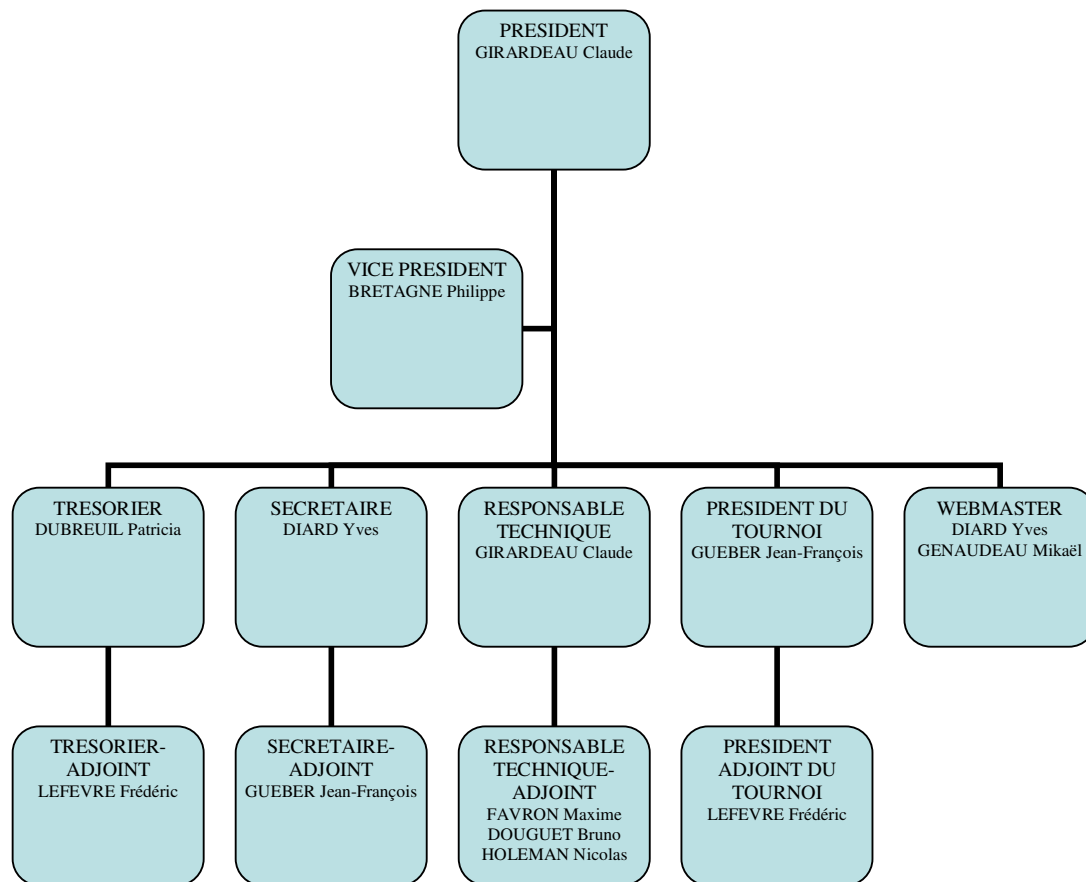 PRESIDENT
GIRARDEAU Claude
VICE PRESIDENT
BRETAGNE Philippe
TRESORIER
DUBREUIL Patricia
SECRETAIRE
DIARD Yves
RESPONSABLE
TECHNIQUE
GIRARDEAU Claude
PRESIDENT DU
TOURNOI
GUEBER Jean-François
WEBMASTER
DIARD Yves
GENAUDEAU Mikaël
TRESORIER-
ADJOINT
LEFEVRE Frédéric
SECRETAIRE-
ADJOINT
GUEBER Jean-François
RESPONSABLE
TECHNIQUE-
ADJOINT
FAVRON Maxime
DOUGUET Bruno
HOLEMAN Nicolas
PRESIDENT
ADJOINT DU
TOURNOI
LEFEVRE Frédéric